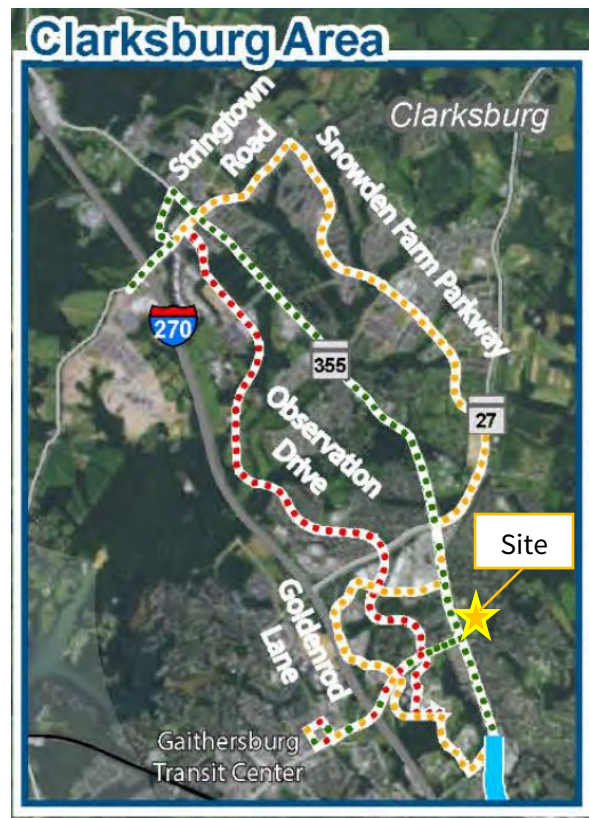 Clarksburg Area
Clarksburg
Stringtown
Road
Snowden Farm Parkway
270
355
Observation
Drive
27
Site
Goldenrod
Lane
Gaithersburg
Transit Center